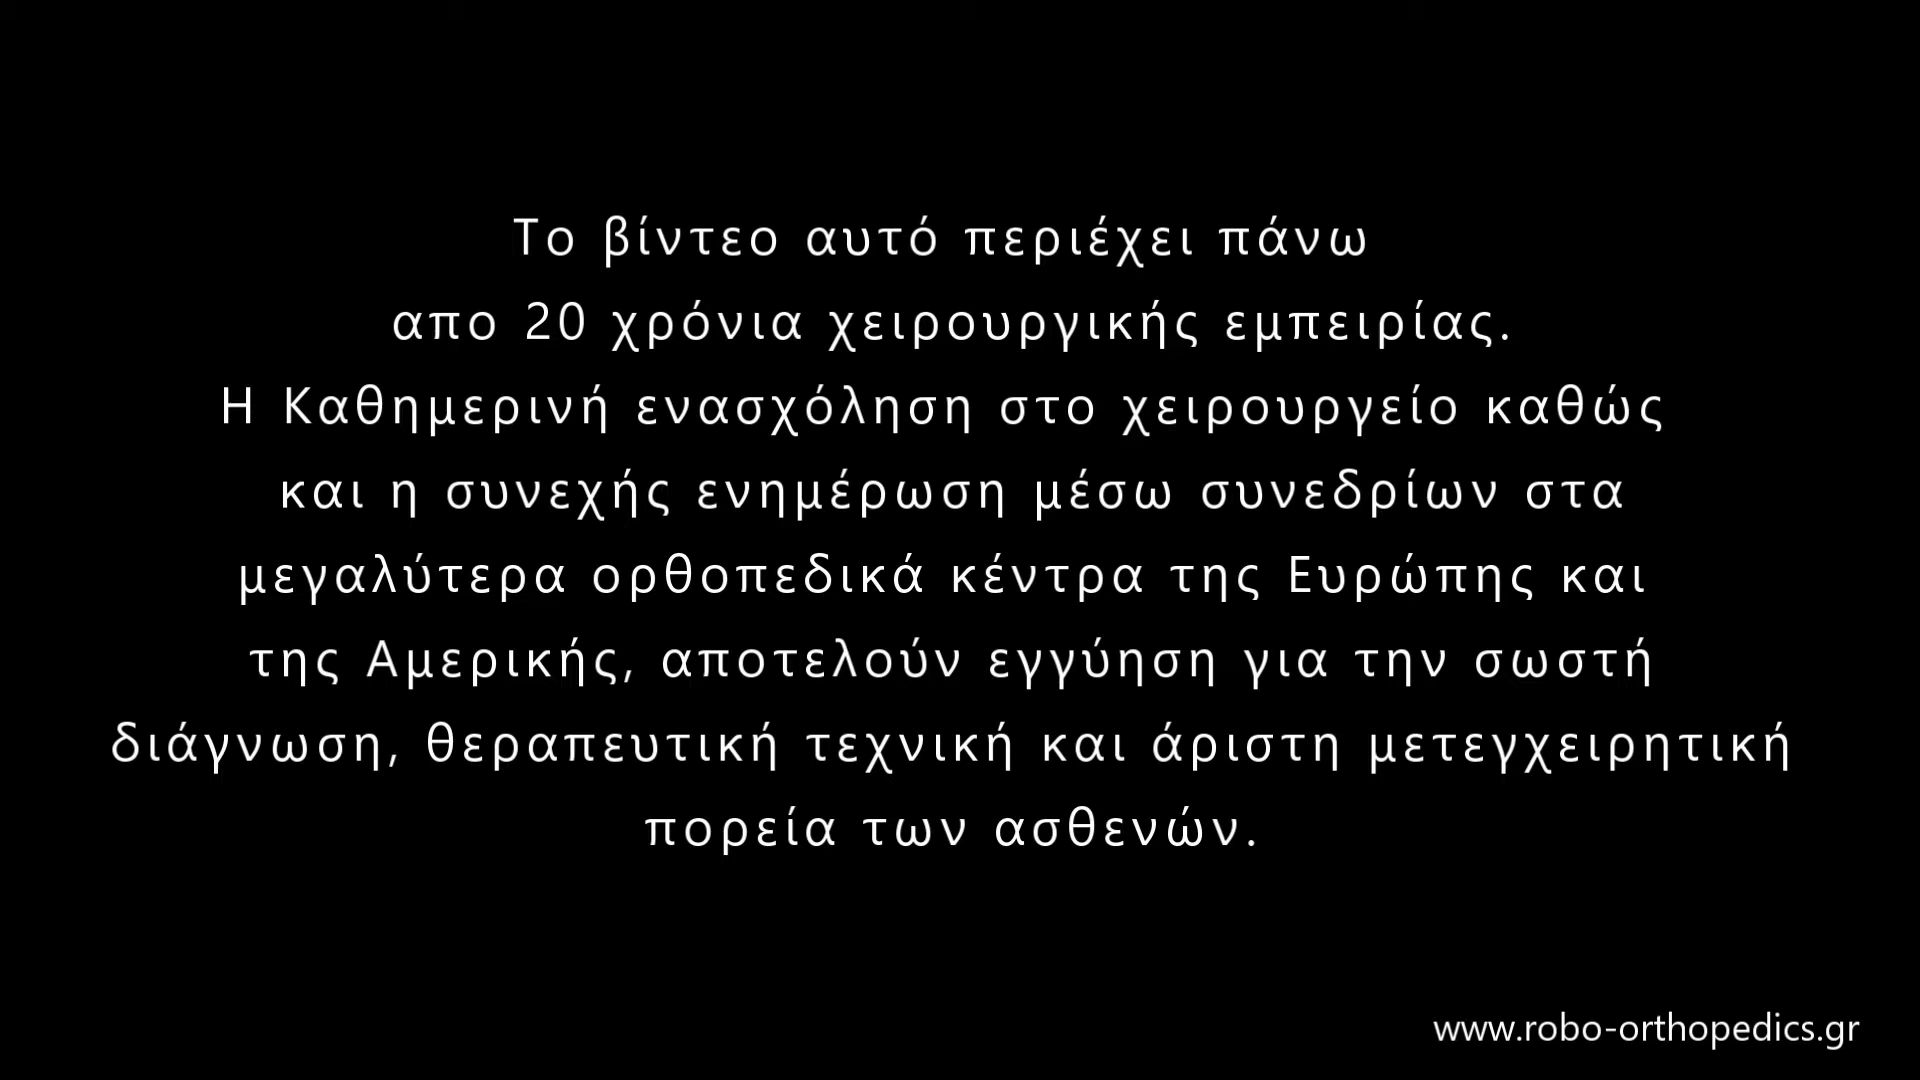 Το βίντεο αυτό περιέχει πάνω
απο 20 χρόνια χειρουργικής εμπειρίας.
Η Καθημερινή ενασχόληση στο χειρουργείο καθώς
και η συνεχής ενημέρωση μέσω συνεδρίων στα
μεγαλύτερα ορθοπεδικά κέντρα της Ευρώπης και
της Αμερικής, αποτελούν εγγύηση για την σωστή
διάγνωση, θεραπευτική τεχνική και άριστη μετεγχειρητική
πορεία των ασθενών.
www.robo-orthopedics.gr